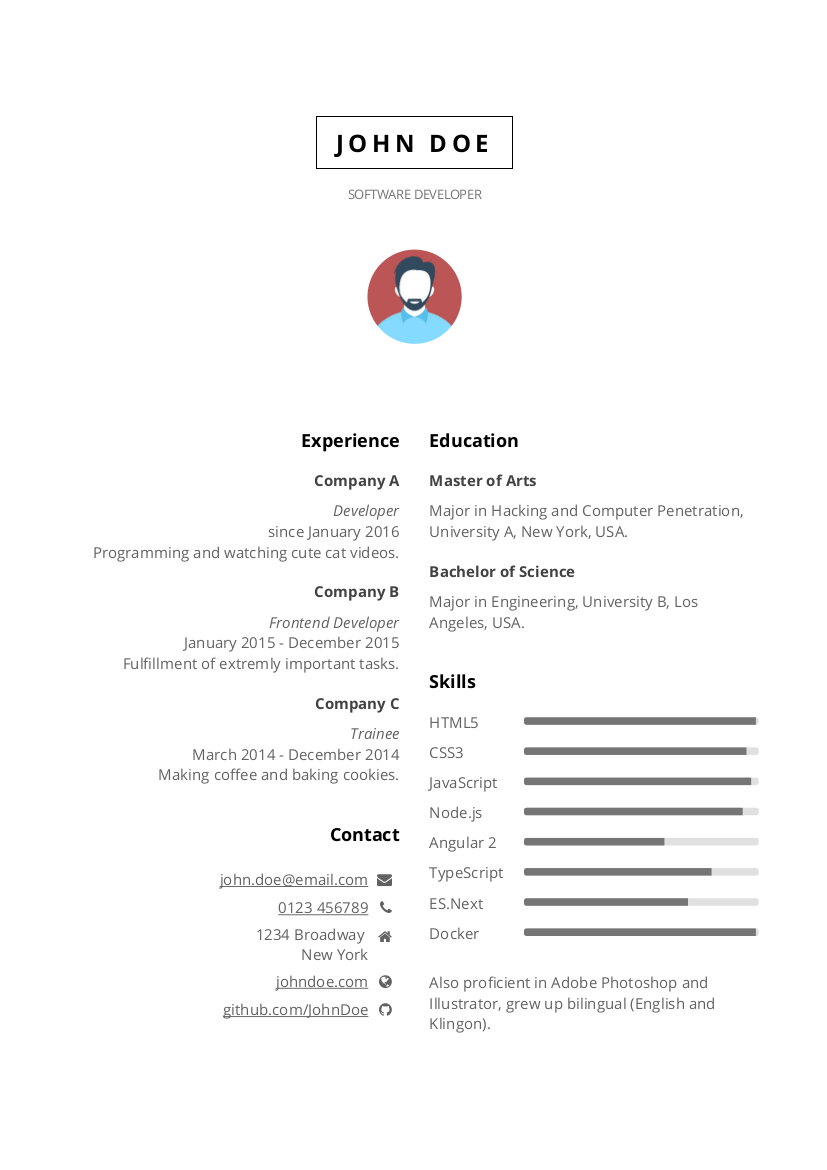 JOHN DOE
SOFTWARE DEVELOPER
Experience
Company A
Developer
since January 2016
Programming and watching cute cat videos.
Company B
Frontend Developer
January 2015 - December 2015
Fulfillment of extremly important tasks.
Company C
Trainee
March 2014 - December 2014
Making coffee and baking cookies.
Contact
john.doe@email.com
0123 456789
1234 Broadway
New York
johndoe.com
github.com/JohnDoe
Education
Master of Arts
Major in Hacking and Computer Penetration,
University A, New York, USA.
Bachelor of Science
Major in Engineering, University B, Los
Angeles, USA.
Skills
HTML5
CSS3
JavaScript
Node.js
Angular 2
TypeScript
ES.Next
Docker
Also proficient in Adobe Photoshop and
Illustrator, grew up bilingual (English and
Klingon).